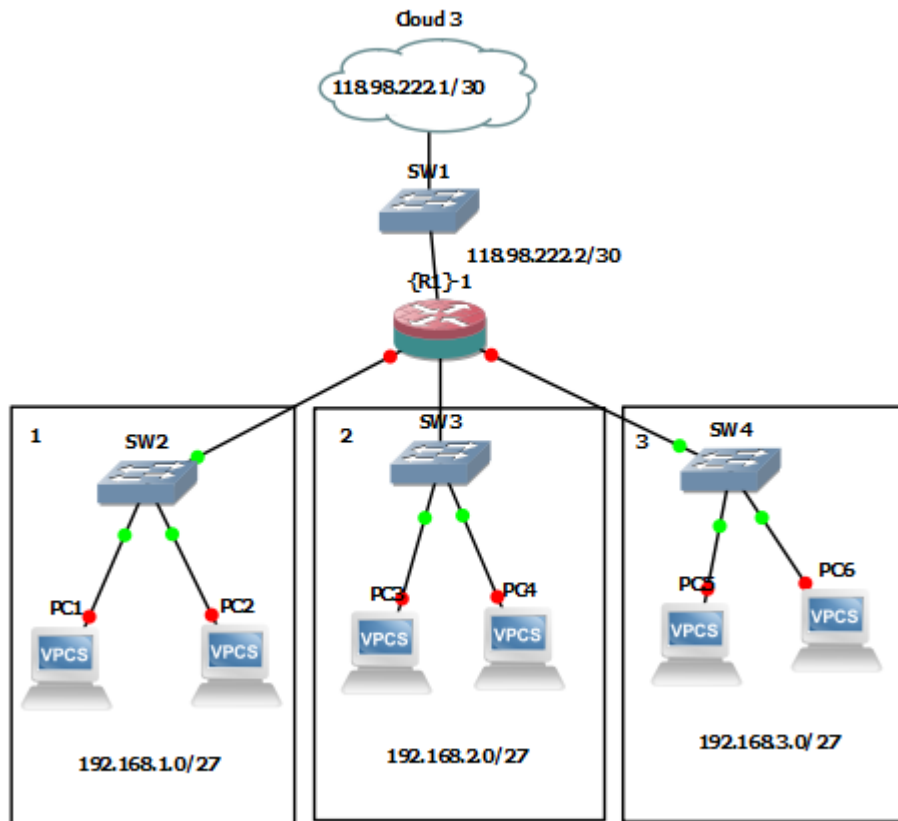 Cloud 3
118.98.222.1/30
SW1
118.98.222.2/30
{R1}-1
1
SW2
2
SW3
3
SW4
PC1
PC2
PC3
PC4
PC5
PC6
VPCS
VPCS
VPCS
VPCS
VPCS
VPCS
192.168.1.0/27
192.168.2.0/27
192.168.3.0/27